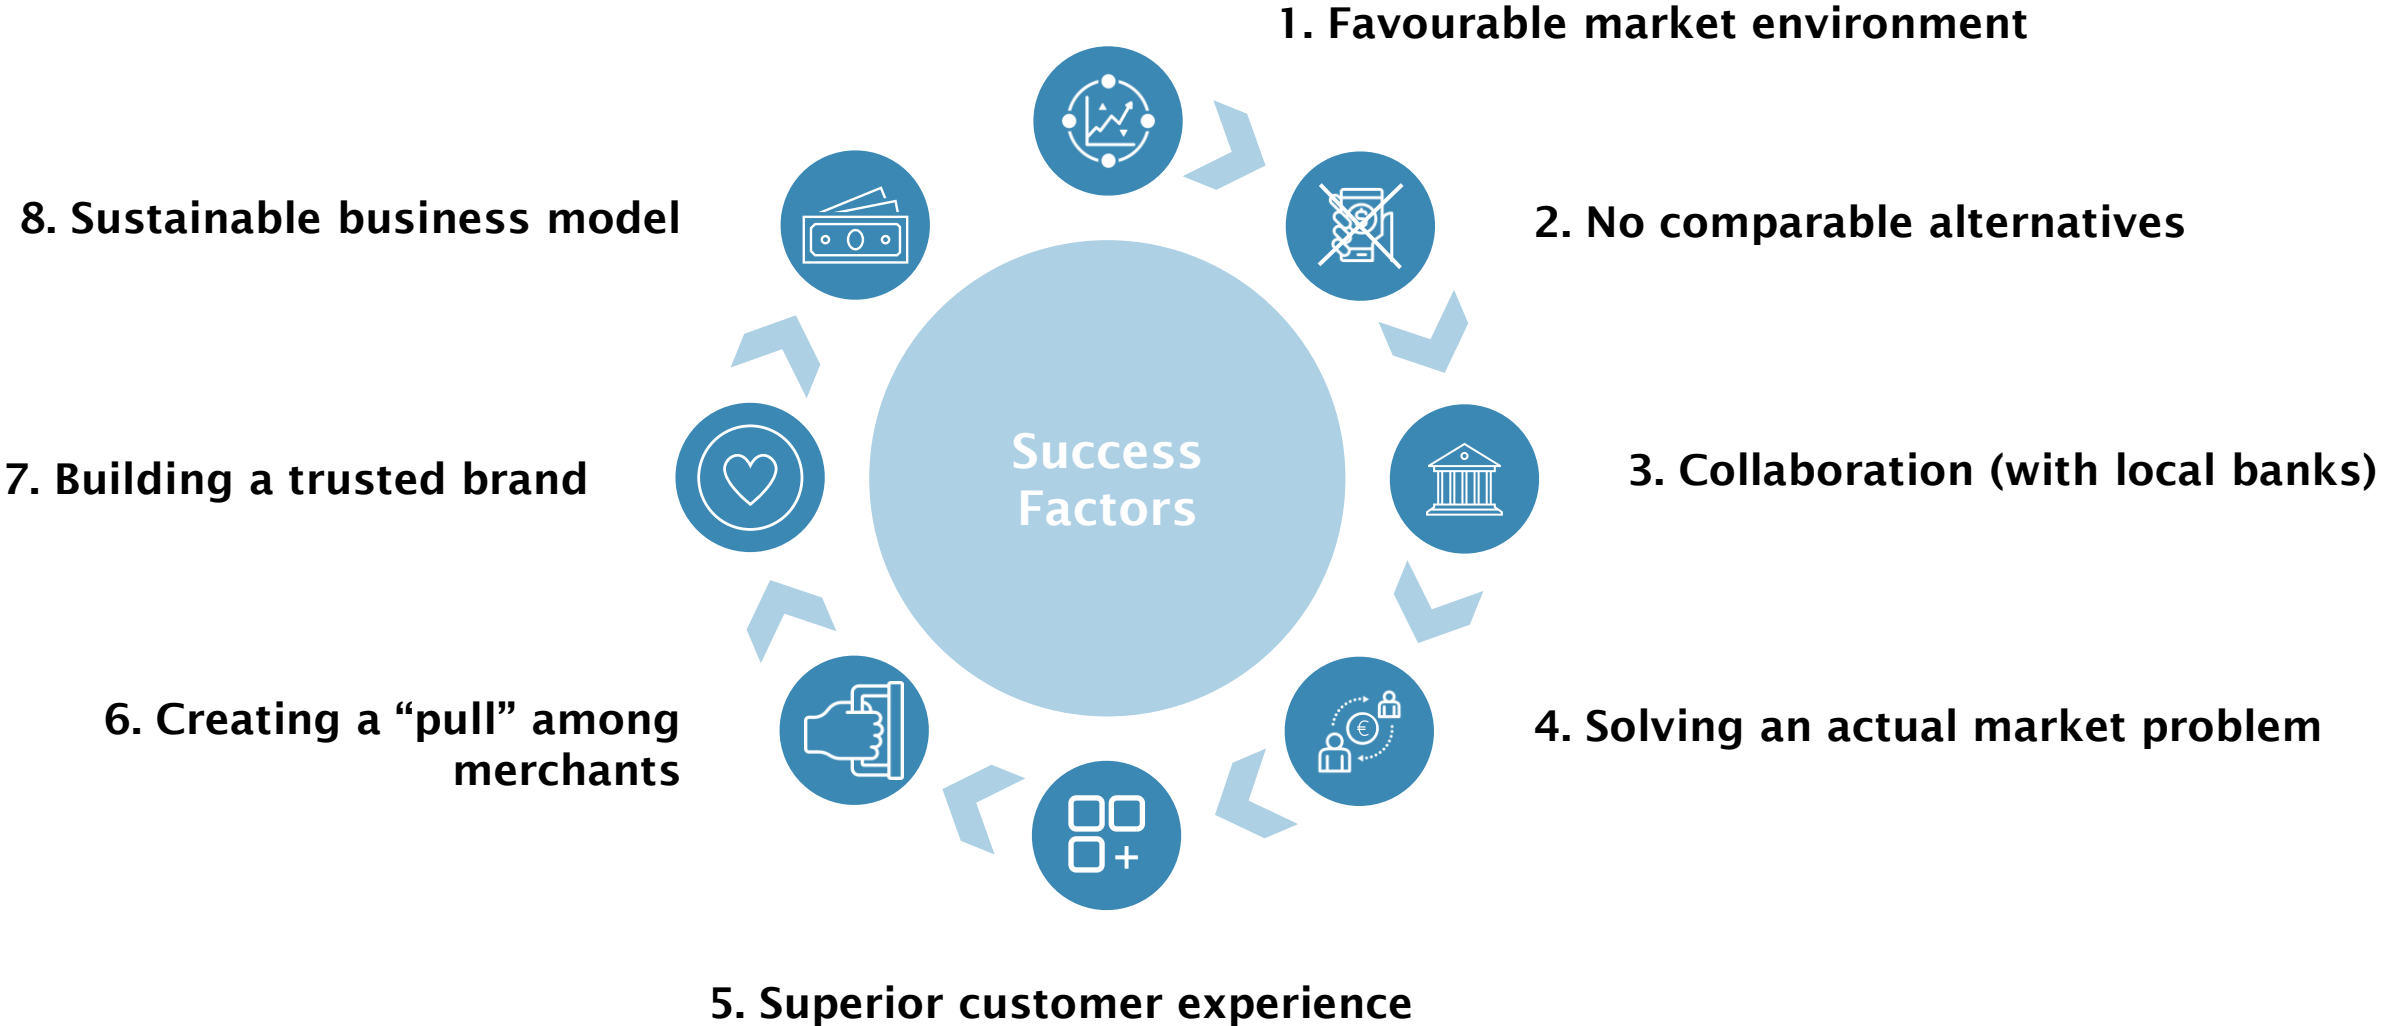 1. Favourable market environment
2. No comparable alternatives
3. Collaboration (with local banks)
4. Solving an actual market problem
5. Superior customer experience
6. Creating a “pull” among
merchants
7. Building a trusted brand
8. Sustainable business model
Success
Factors
$
€